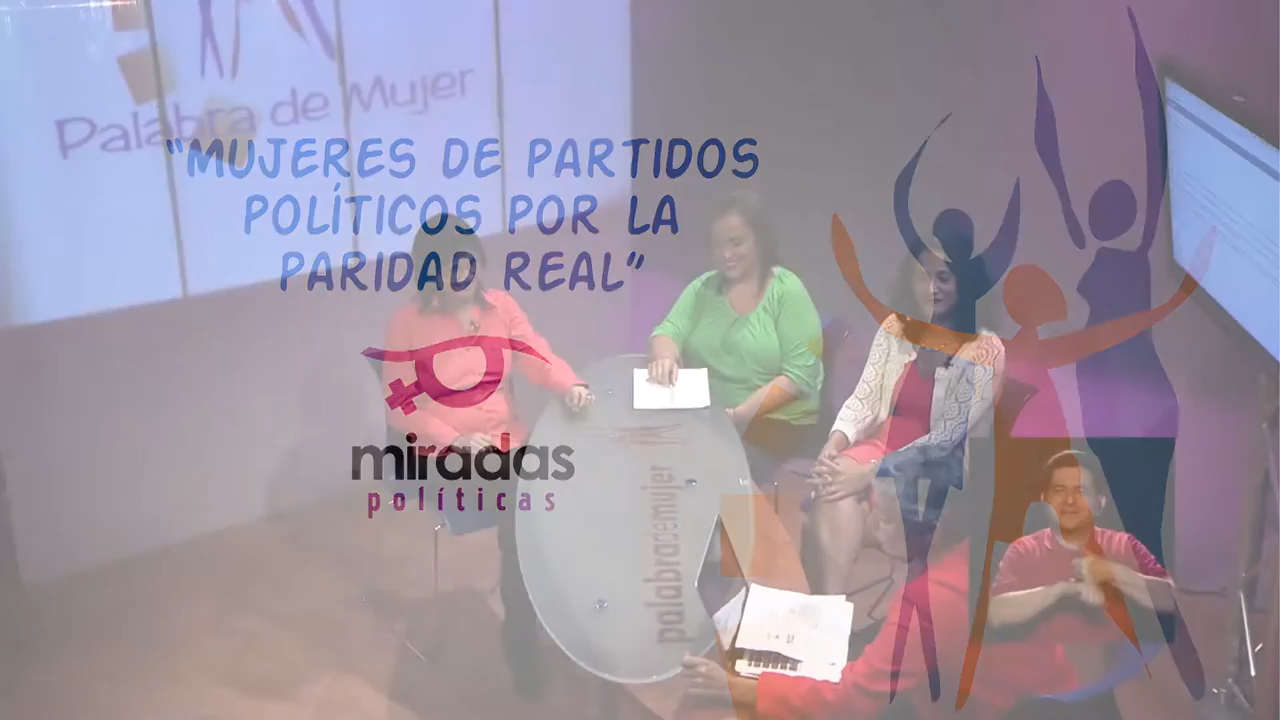 Palabra de Mujer
“MUJERES DE PARTIDOS
POLÍTICOS POR LA
PARIDAD REAL”
miradas
políticas
palabrademujer